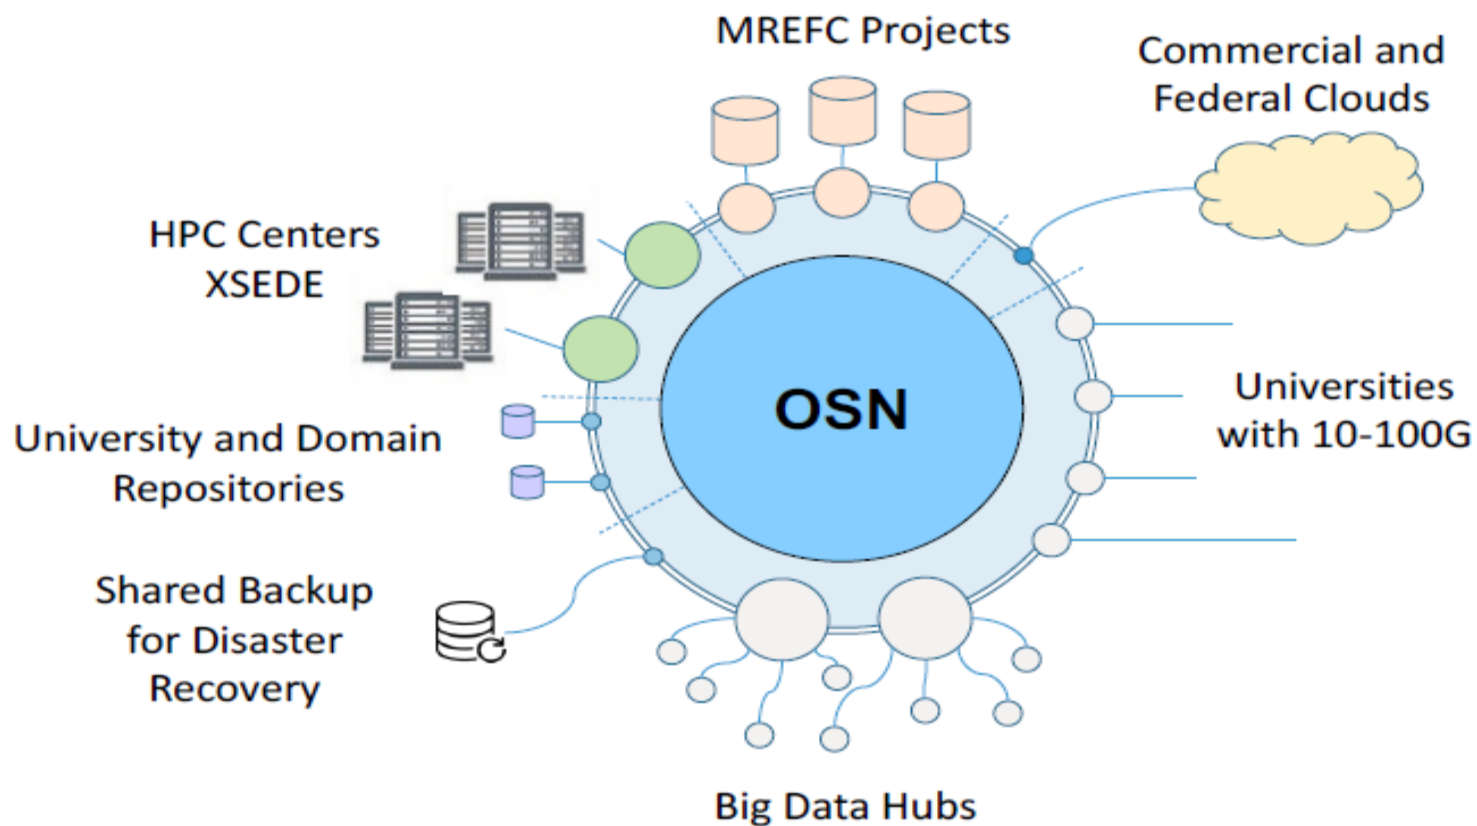 MREFC Projects
Commercial and
Federal Clouds
HPC Centers
XSEDE
OSN
Universities
with 10-100G
University and Domain
Repositories
Shared Backup
for Disaster
Recovery
Big Data Hubs